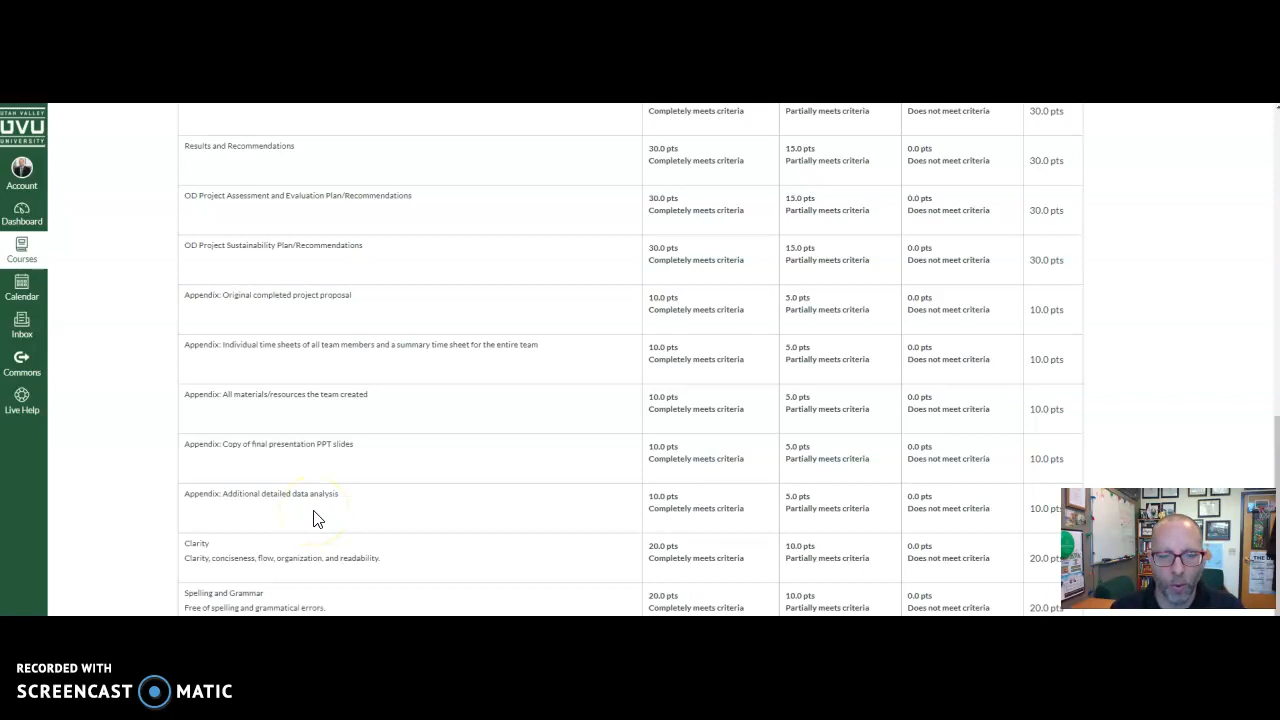 Completely meets criteria Partially meets criteria Does not meet criteria 30.0 pts
UTAH VALLEY
UVU
UNIVERSITY
Account
Dashboard
Courses
Calendar
Inbox
Commons
Live Help
Results and Recommendations
30.0 pts 15.0 pts 0.0 pts
Completely meets criteria Partially meets criteria Does not meet criteria 30.0 pts
OD Project Assessment and Evaluation Plan/Recommendations
30.0 pts 15.0 pts 0.0 pts
Completely meets criteria Partially meets criteria Does not meet criteria 30.0 pts
OD Project Sustainability Plan/Recommendations
30.0 pts 15.0 pts 0.0 pts
Completely meets criteria Partially meets criteria Does not meet criteria 30.0 pts
Appendix: Original completed project proposal
10.0 pts 5.0 pts 0.0 pts
Completely meets criteria Partially meets criteria Does not meet criteria 10.0 pts
Appendix: Individual time sheets of all team members and a summary time sheet for the entire team
10.0 pts 5.0 pts 0.0 pts
Completely meets criteria Partially meets criteria Does not meet criteria 10.0 pts
Appendix: All materials/resources the team created
10.0 pts 5.0 pts 0.0 pts
Completely meets criteria Partially meets criteria Does not meet criteria 10.0 pts
Appendix: Copy of final presentation PPT slides
10.0 pts 5.0 pts 0.0 pts
Completely meets criteria Partially meets criteria Does not meet criteria 10.0 pts
Appendix: Additional detailed data analysis
10.0 pts 5.0 pts 0.0 pts
Completely meets criteria Partially meets criteria Does not meet criteria 10.0 pts
Clarity
Clarity, conciseness, flow, organization, and readability.
20.0 pts 10.0 pts 0.0 pts
Completely meets criteria Partially meets criteria Does not meet criteria 20.0 pts
Spelling and Grammar
Free of spelling and grammatical errors.
20.0 pts 10.0 pts 0.0 pts
Completely meets criteria Partially meets criteria Does not meet criteria 20.0 pts
RECORDED WITH
SCREENCAST MATIC